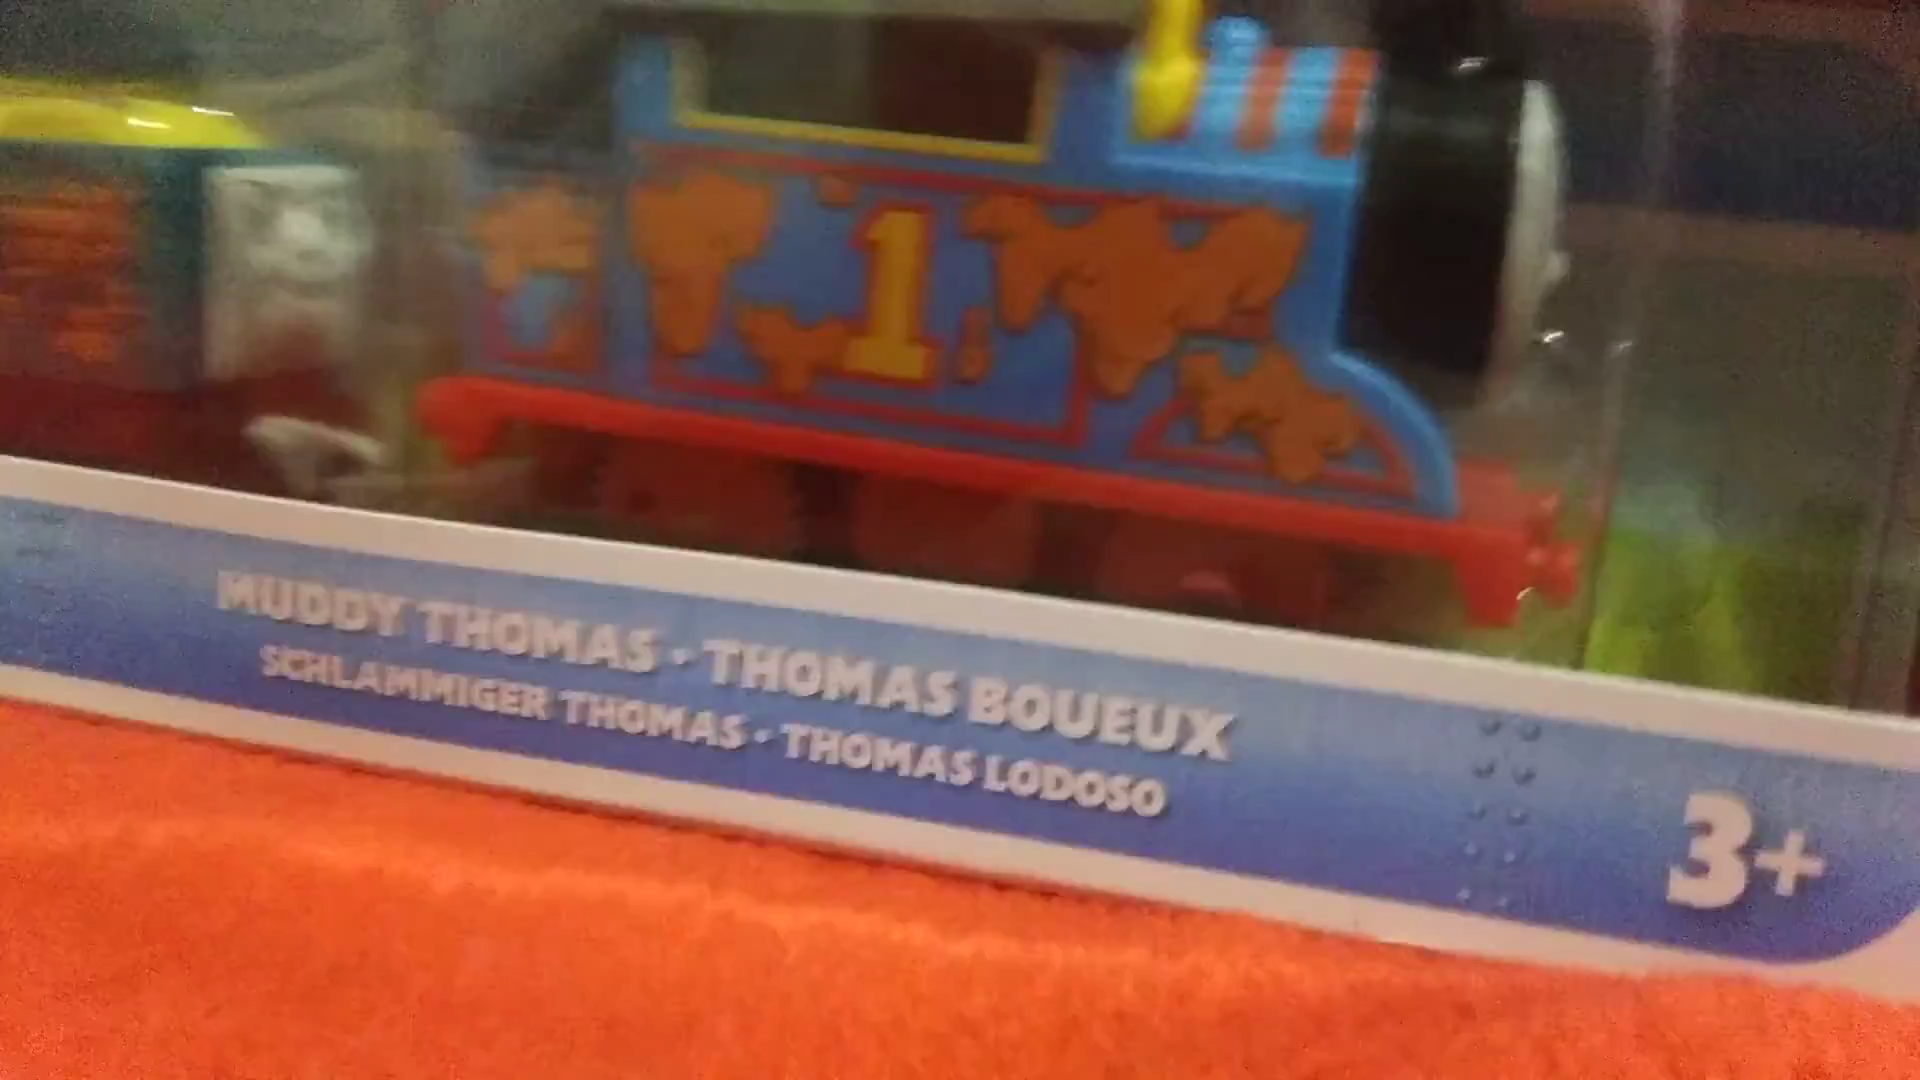 1
MUDDY THOMAS • THOMAS BOUEUX
SCHLAMMIGER THOMAS • THOMAS LODOSO
3+